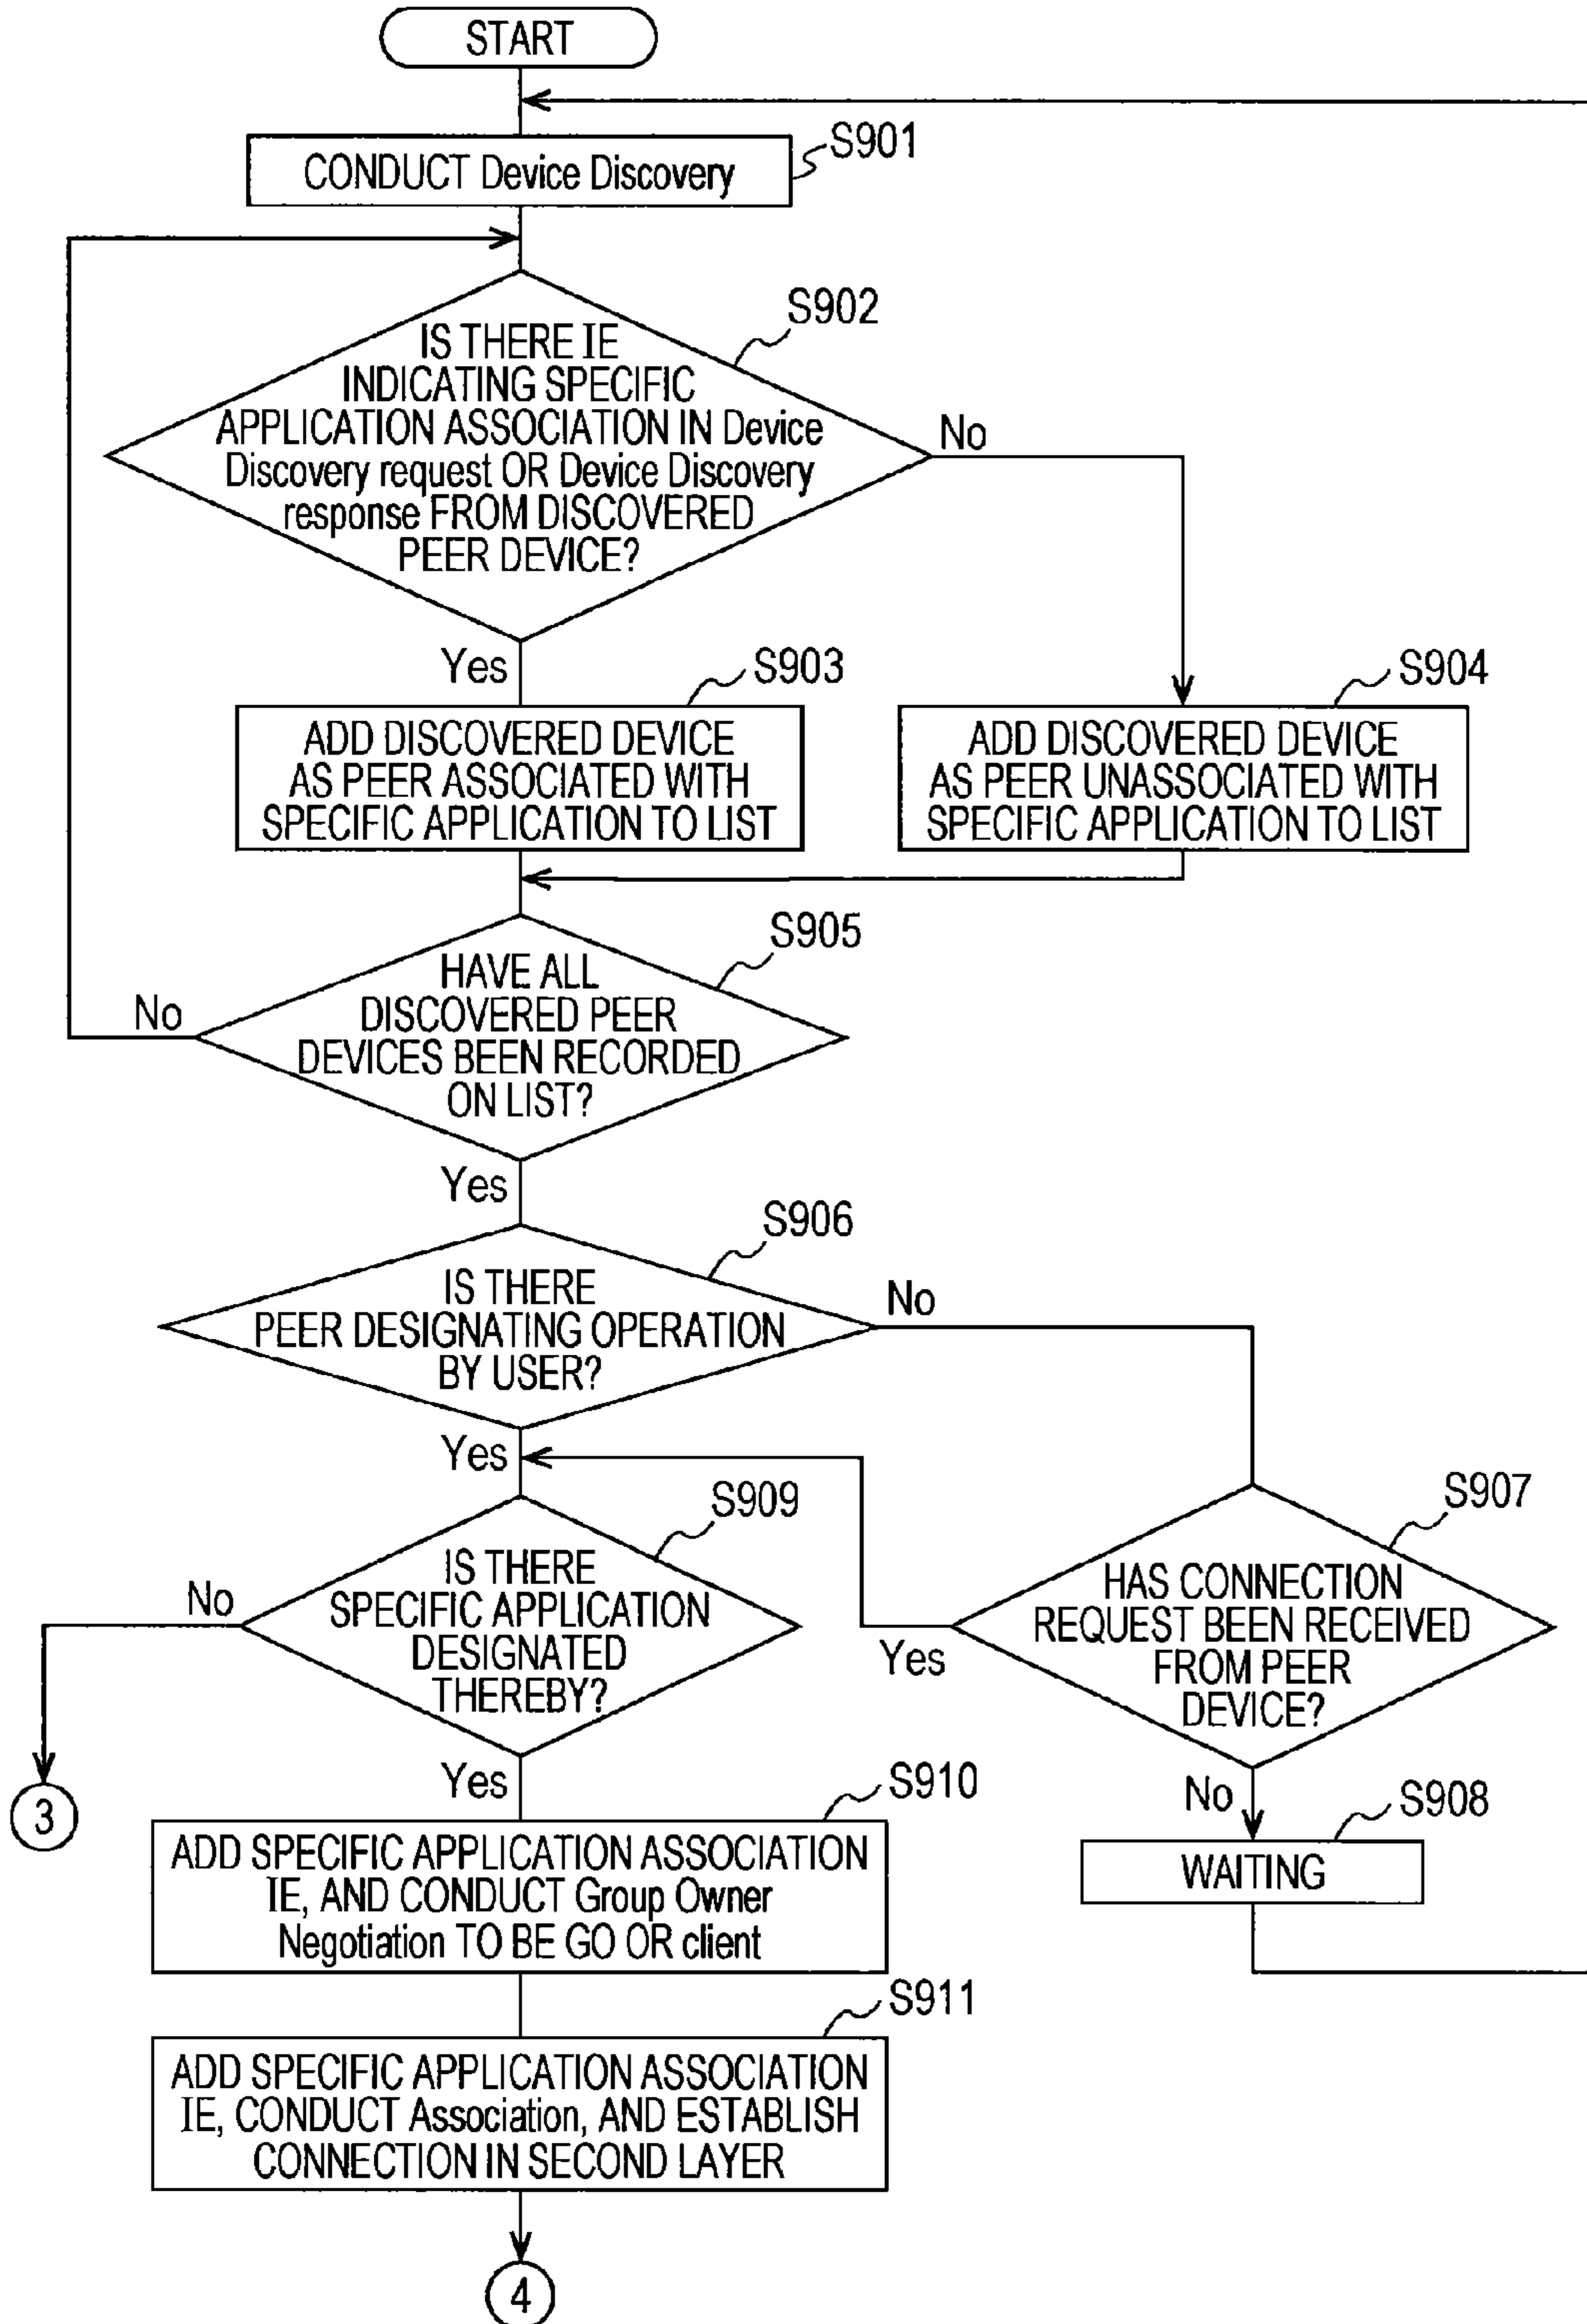 START
S901
CONDUCT Device Discovery
S902
IS THERE IE
INDICATING SPECIFIC
APPLICATION ASSOCIATION IN Device
Discovery request OR Device Discovery
response FROM DISCOVERED
PEER DEVICE?
No
Yes
S903
ADD DISCOVERED DEVICE
AS PEER ASSOCIATED WITH
SPECIFIC APPLICATION TO LIST
S904
ADD DISCOVERED DEVICE
AS PEER UNASSOCIATED WITH
SPECIFIC APPLICATION TO LIST
S905
HAVE ALL
DISCOVERED PEER
DEVICES BEEN RECORDED
ON LIST?
No
Yes
S906
IS THERE
PEER DESIGNATING OPERATION
BY USER?
No
Yes
S909
IS THERE
SPECIFIC APPLICATION
DESIGNATED
THEREBY?
No
Yes
S907
HAS CONNECTION
REQUEST BEEN RECEIVED
FROM PEER
DEVICE?
Yes
No
3
S908
WAITING
S910
ADD SPECIFIC APPLICATION ASSOCIATION
IE, AND CONDUCT Group Owner
Negotiation TO BE GO OR client
S911
ADD SPECIFIC APPLICATION ASSOCIATION
IE, CONDUCT Association, AND ESTABLISH
CONNECTION IN SECOND LAYER
4